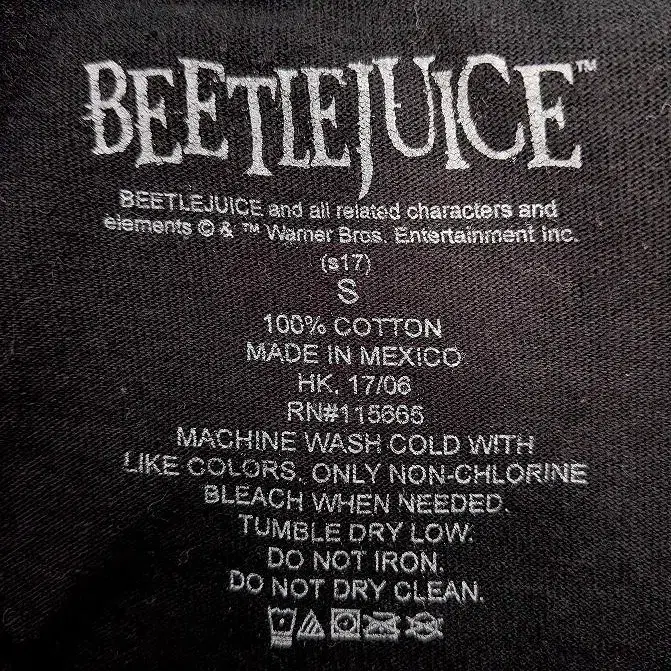 BEETLEJUICE™
BEETLEJUICE and all related characters and
elements © & ™ Warner Bros. Entertainment Inc.
(s17)
S
100% COTTON
MADE IN MEXICO
HK. 17/06
RN#115665
MACHINE WASH COLD WITH
LIKE COLORS. ONLY NON-CHLORINE
BLEACH WHEN NEEDED.
TUMBLE DRY LOW.
DO NOT IRON.
DO NOT DRY CLEAN.